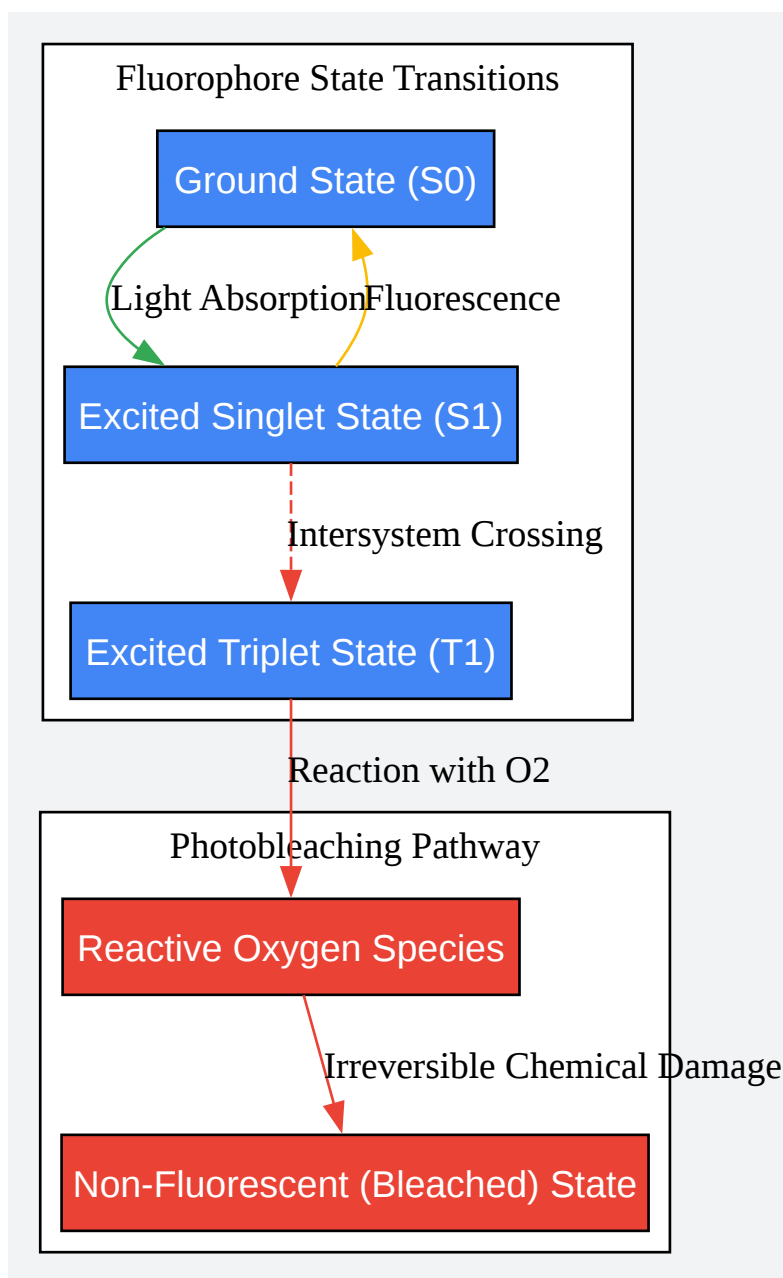 Fluorophore State Transitions
Ground State (S0)
Light Absorption
Fluorescence
Excited Singlet State (S1)
Intersystem Crossing
Excited Triplet State (T1)
Reaction with O2
Photobleaching Pathway
Reactive Oxygen Species
Irreversible Chemical Damage
Non-Fluorescent (Bleached) State